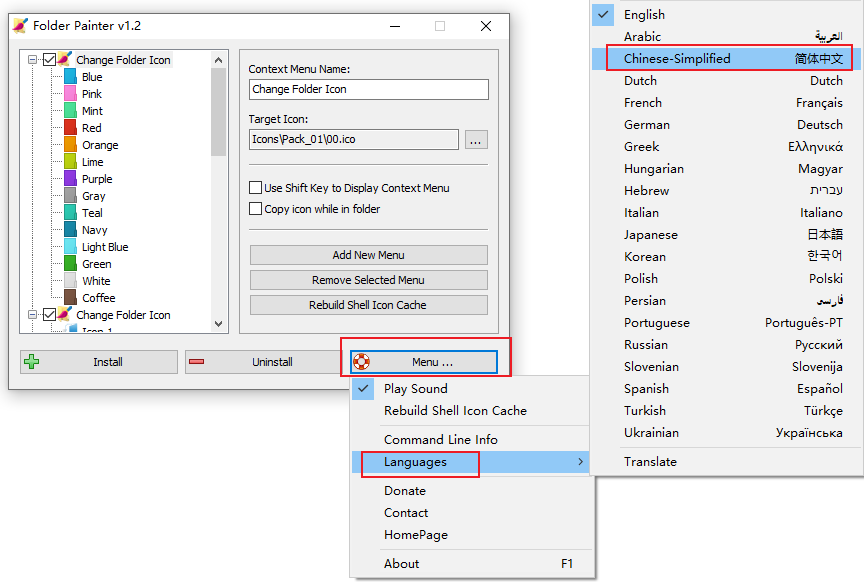 Folder Painter v1.2
Change Folder Icon
Blue
Pink
Mint
Red
Orange
Lime
Purple
Gray
Teal
Navy
Light Blue
Green
White
Coffee
Change Folder Icon
Icon 1
Context Menu Name:
Change Folder Icon
Target Icon:
Icons\Pack_01\00.ico
...
Use Shift Key to Display Context Menu
Copy icon while in folder
Add New Menu
Remove Selected Menu
Rebuild Shell Icon Cache
Install
Uninstall
Menu ...
Play Sound
Rebuild Shell Icon Cache
Command Line Info
Languages
Donate
Contact
HomePage
About F1
English
Arabic العربية
Chinese-Simplified 简体中文
Dutch Dutch
French Français
German Deutsch
Greek Ελληνικά
Hungarian Magyar
Hebrew עברית
Italian Italiano
Japanese 日本語
Korean 한국어
Polish Polski
Persian فارسی
Portuguese Português-PT
Russian Русский
Slovenian Slovenija
Spanish Español
Turkish Türkçe
Ukrainian Українська
Translate